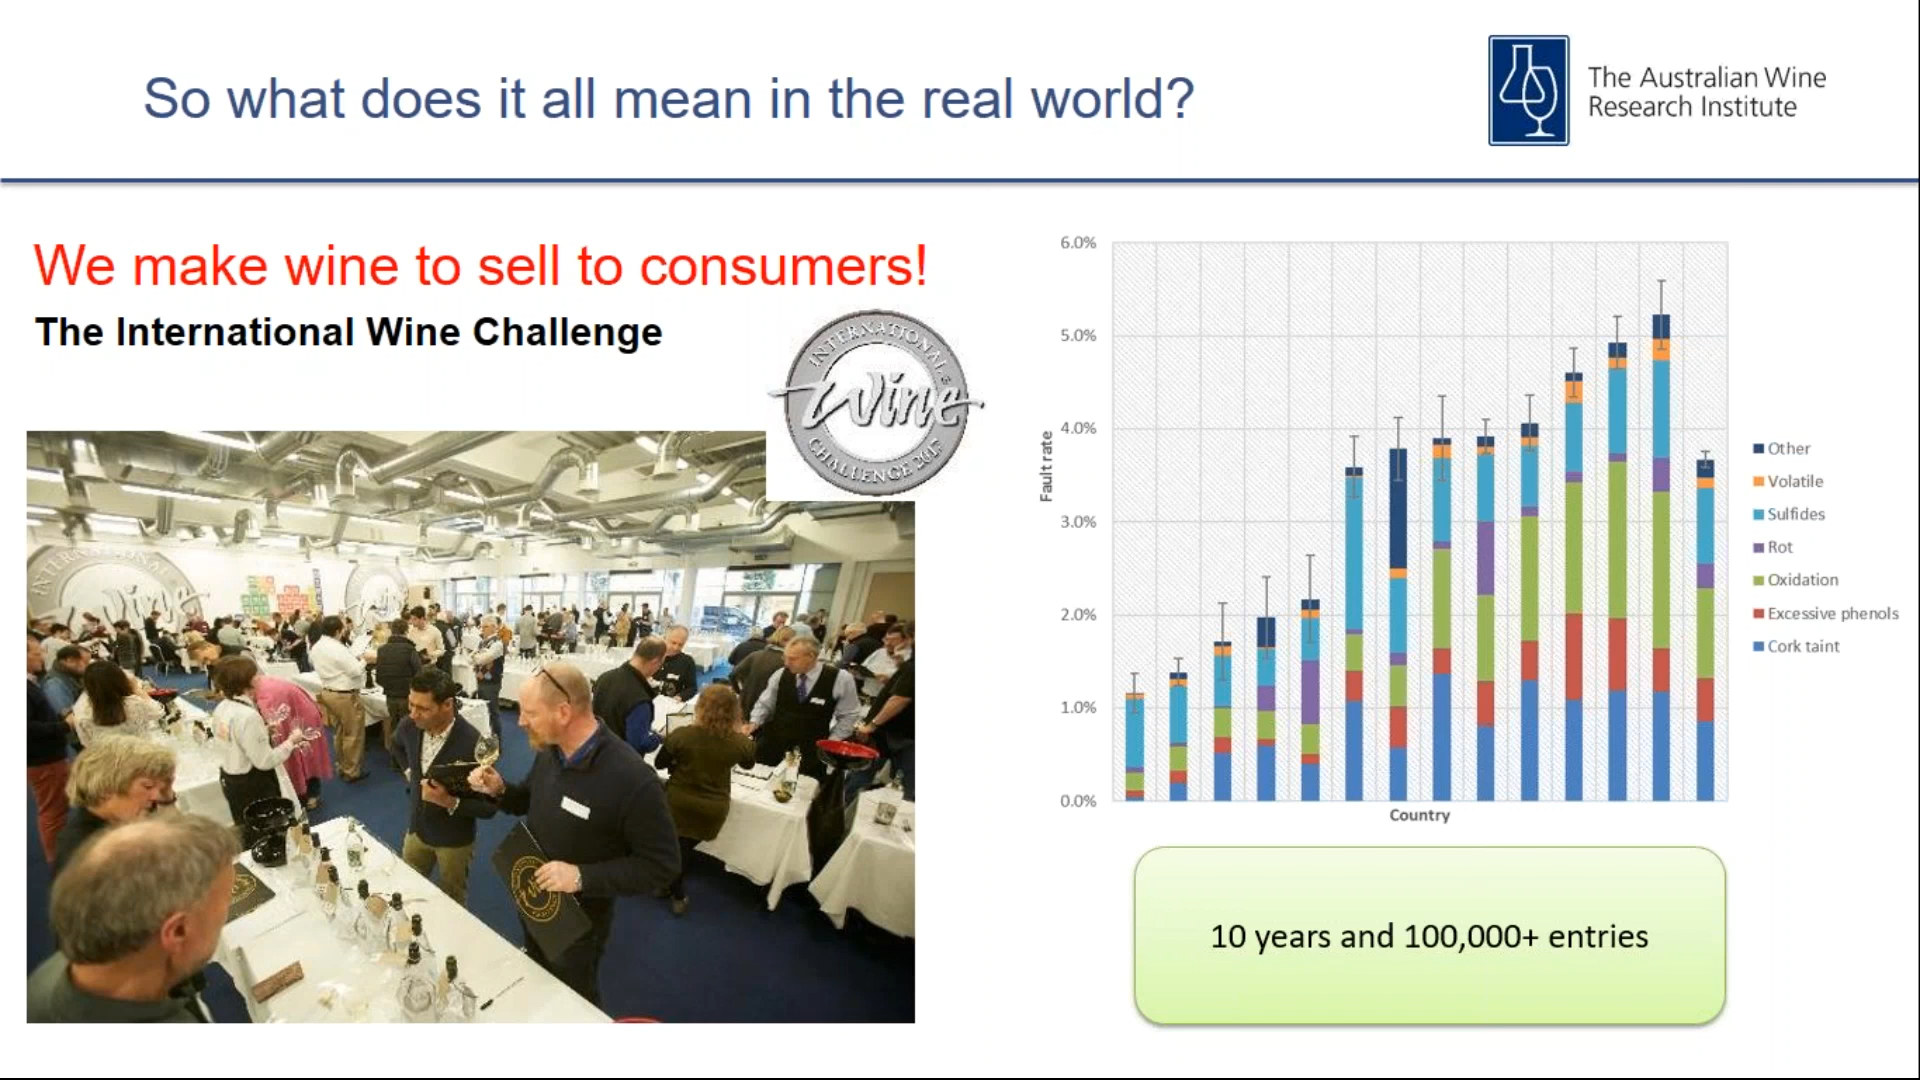 So what does it all mean in the real world?
The Australian Wine
Research Institute
We make wine to sell to consumers!
The International Wine Challenge
INTERNATIONAL
Wine
CHALLENGE 2017
6.0%
5.0%
4.0%
3.0%
2.0%
1.0%
0.0%
Fault rate
Country
Other
Volatile
Sulfides
Rot
Oxidation
Excessive phenols
Cork taint
INTERNATIONAL
10 years and 100,000+ entries